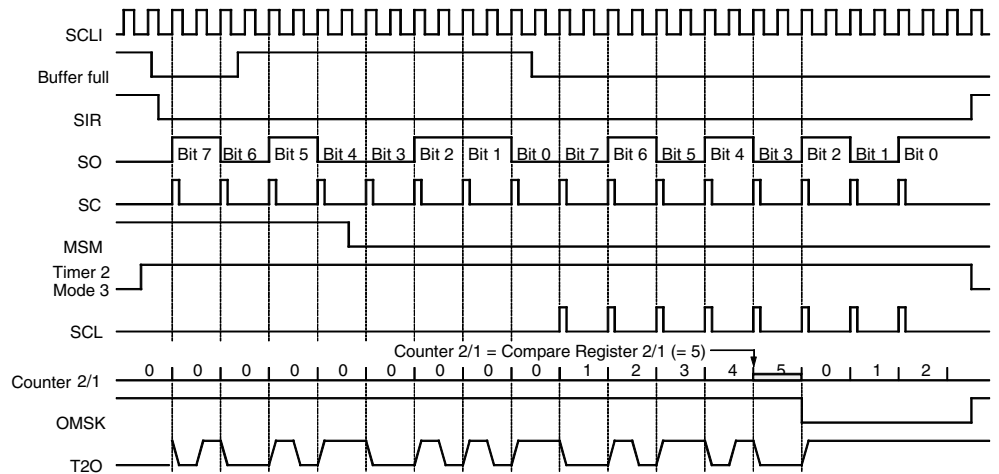 SCLI
Buffer full
SIR
SO Bit 7 Bit 6 Bit 5 Bit 4 Bit 3 Bit 2 Bit 1 Bit 0 Bit 7 Bit 6 Bit 5 Bit 4 Bit 3 Bit 2 Bit 1 Bit 0
SC
MSM
Timer 2
Mode 3
SCL
Counter 2/1 = Compare Register 2/1 (= 5)
Counter 2/1 0 0 0 0 0 0 0 0 0 1 2 3 4 5 0 1 2
OMSK
T2O